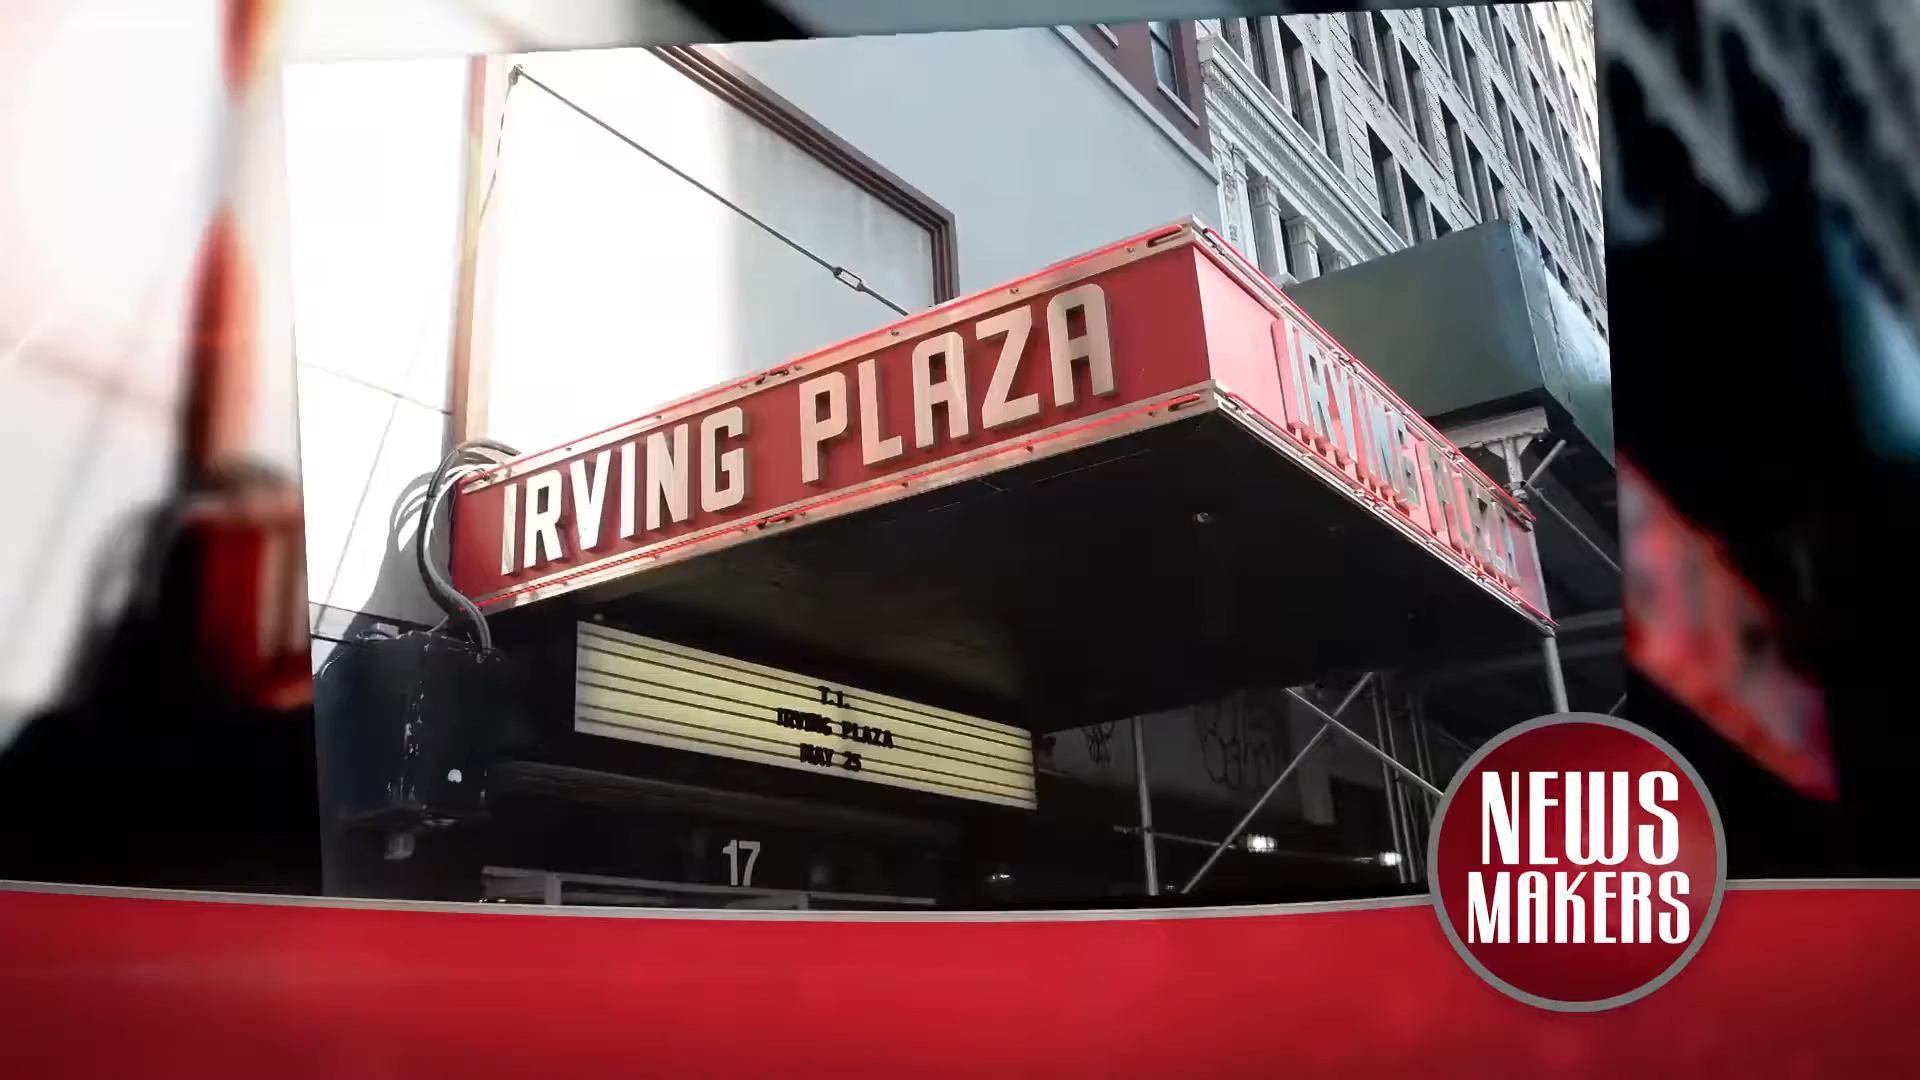 IRVING PLAZA
IRVING PLAZA
T.I.
IRVING PLAZA
MAY 25
17
NEWS
MAKERS